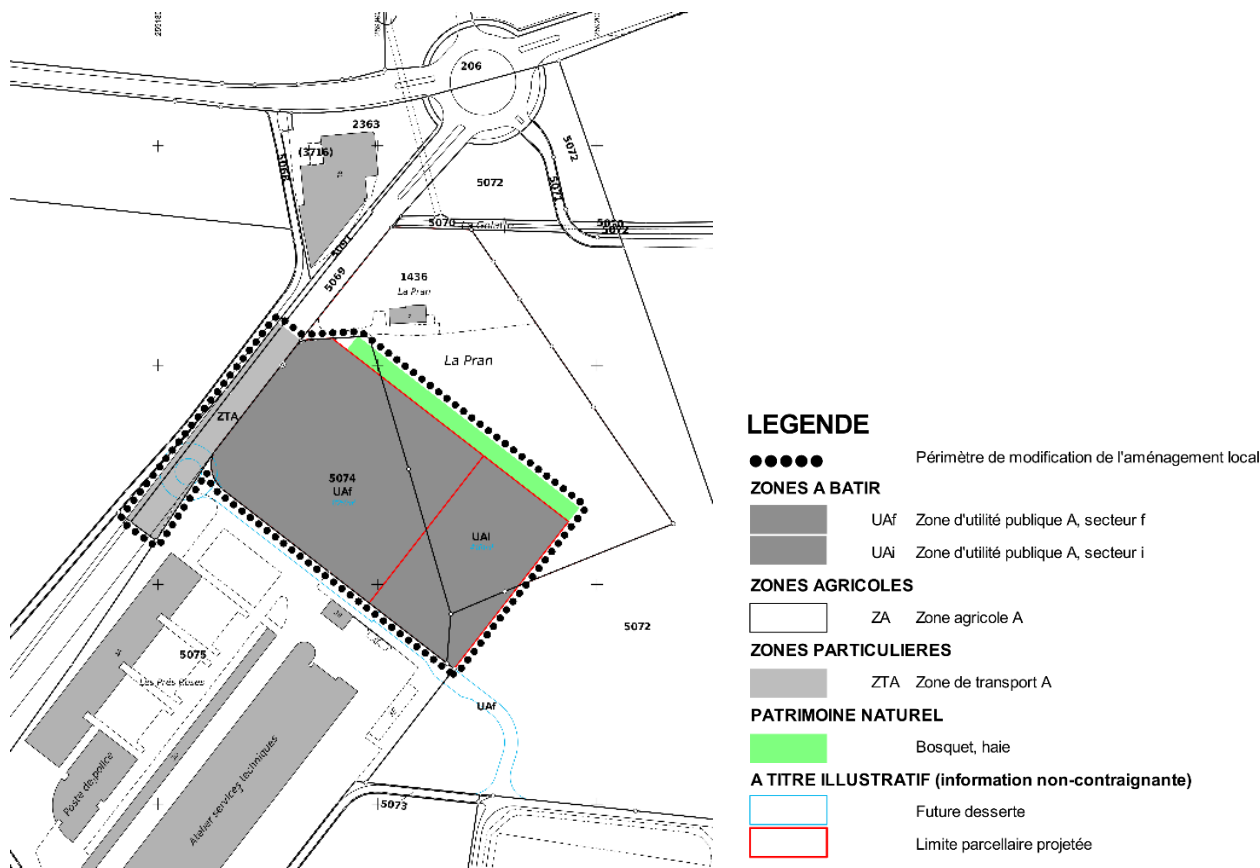 206
2363
(3716)
5068
5072
5072
5071
5070
La Golatte
5070
5072
5091
5069
1436
La Pran
La Pran
ZTA
5074
UAf
UAi
5072
5075
Les Prés Roses
UAf
Poste de police
Atelier services techniques
5073
LEGENDE
Périmètre de modification de l'aménagement local
ZONES A BATIR
UAf Zone d'utilité publique A, secteur f
UAi Zone d'utilité publique A, secteur i
ZONES AGRICOLES
ZA Zone agricole A
ZONES PARTICULIERES
ZTA Zone de transport A
PATRIMOINE NATUREL
Bosquet, haie
A TITRE ILLUSTRATIF (information non-contraignante)
Future desserte
Limite parcellaire projetée